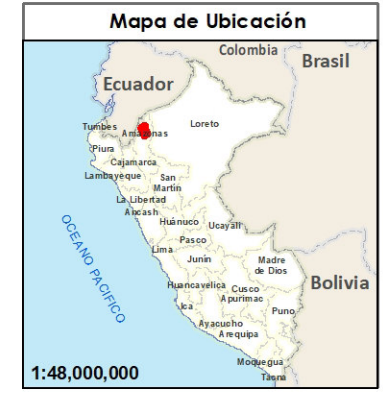 Mapa de Ubicación
Colombia
Brasil
Ecuador
Tumbes
Amazonas
Loreto
Piura
Cajamarca
Lambayeque
San
Martin
La Libertad
Ancash
Huánuco
Ucayali
Pasco
Lima
Junín
Madre
de Dios
Huancavelica
Cusco
Apurimac
Ica
Puno
Bolivia
Ayacucho
Arequipa
OCEANO PACIFICO
Moquegua
Tacna
1:48,000,000